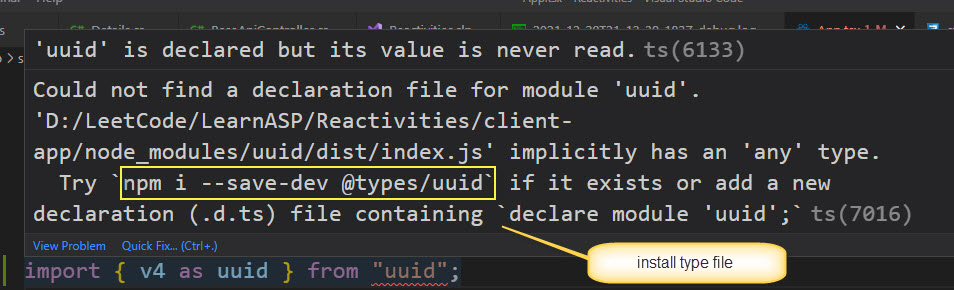 'uuid' is declared but its value is never read. ts(6133)
Could not find a declaration file for module 'uuid'.
'D:/LeetCode/LearnASP/Reactivities/client-
app/node_modules/uuid/dist/index.js' implicitly has an 'any' type.
Try `npm i --save-dev @types/uuid` if it exists or add a new
declaration (.d.ts) file containing `declare module 'uuid';` ts(7016)
View Problem Quick Fix... (Ctrl+.)
install type file
import { v4 as uuid } from "uuid";